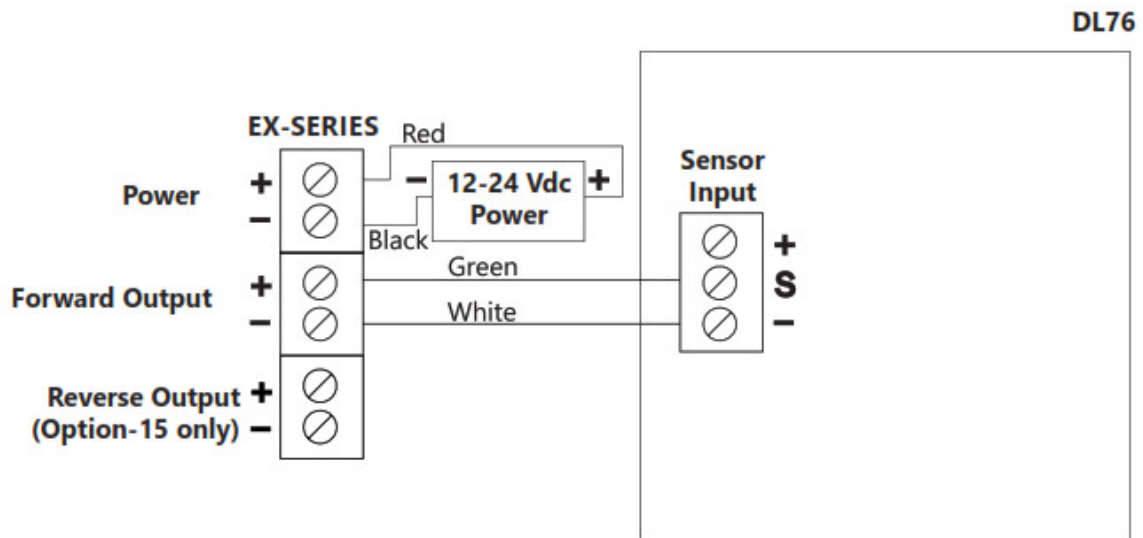 DL76
EX-SERIES
Red
Power
+
−
− 12-24 Vdc +
Power
Black
Sensor
Input
+
S
−
Green
White
Forward Output
+
−
Reverse Output
(Option-15 only)
+
−